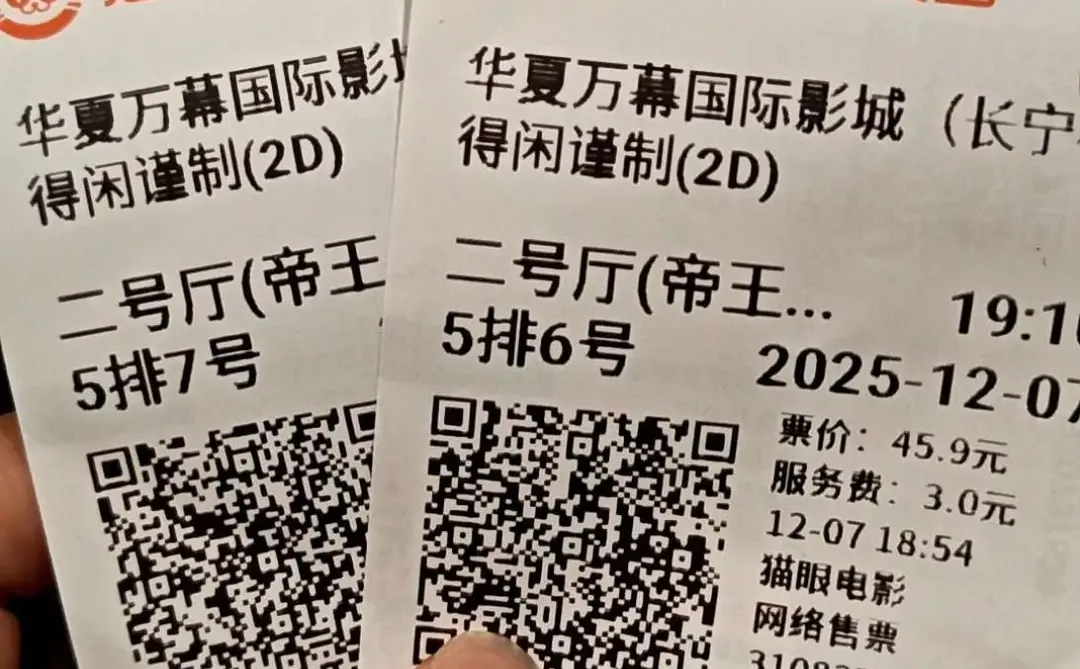 华夏万幕国际影
得闲谨制(2D)
二号厅(帝王
5排7号
华夏万幕国际影城（长宁
得闲谨制(2D)
二号厅(帝王...
19:1
5排6号
2025-12-07
票价：45.9元
服务费：3.0元
12-07 18:54
猫眼电影
网络售票